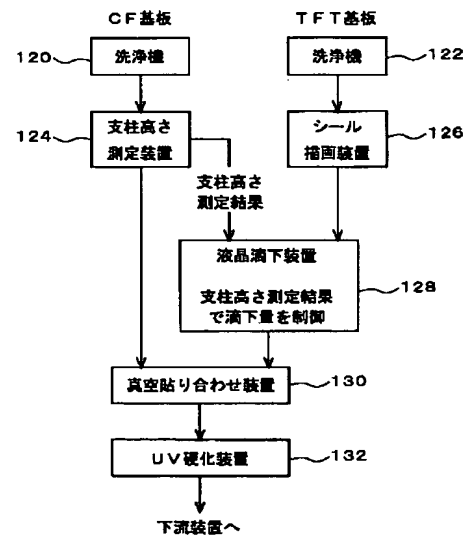 CF基板
TFT基板
120
洗浄機
洗浄機
122
124
支柱高さ
測定装置
シール
描画装置
126
支柱高さ
測定結果
液晶滴下装置
支柱高さ測定結果
で滴下量を制御
128
真空貼り合わせ装置
130
UV硬化装置
132
下流装置へ